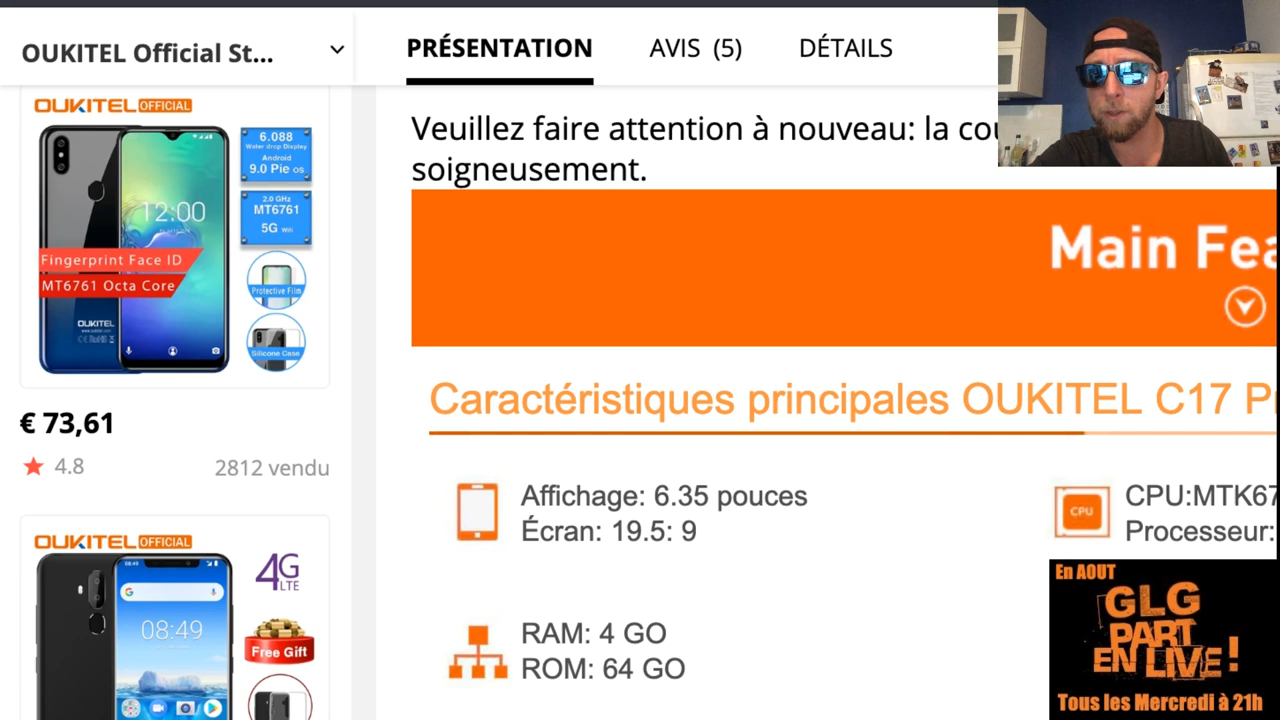 OUKITEL Official St...
PRÉSENTATION
AVIS (5)
DÉTAILS
OUKITEL OFFICIAL
6.088
Water drop Display
Android
9.0 Pie OS
2.0 GHz
MT6761
5G Wifi
12:00
Fingerprint Face ID
MT6761 Octa Core
Protective Film
OUKITEL
Silicone Case
€ 73,61
4.8
2812 vendu
OUKITEL OFFICIAL
4G
LTE
08:49
08:49
Free Gift
Veuillez faire attention à nouveau: la cou
soigneusement.
Main Fea
Caractéristiques principales OUKITEL C17 P
Affichage: 6.35 pouces
Écran: 19.5: 9
CPU
CPU:MTK67
Processeur:
RAM: 4 GO
ROM: 64 GO
En AOUT
GLG
PART
EN LIVE !
Tous les Mercredi à 21h